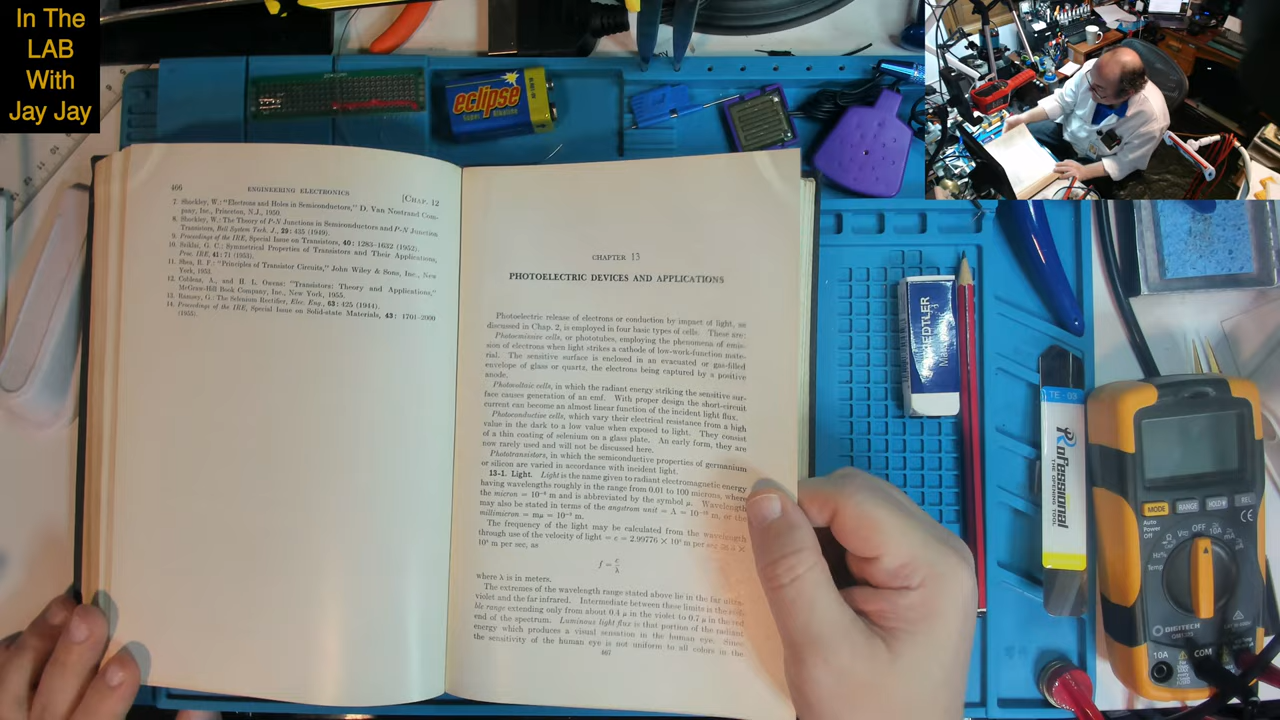 In The
LAB
With
Jay Jay
eclipse
Super Alkaline
466
ENGINEERING ELECTRONICS
[CHAP. 12
7. Shockley, W.: "Electrons and Holes in Semiconductors," D. Van Nostrand Com-
pany, Inc., Princeton, N.J., 1950.
8. Shockley, W.: The Theory of P-N Junctions in Semiconductors and P-N Junction
Transistors, Bell System Tech. J., 29: 435 (1949).
9. Proceedings of the IRE, Special Issue on Transistors, 40: 1283-1632 (1952).
10. Sziklai, G. C.: Symmetrical Properties of Transistors and Their Applications,
Proc. IRE, 41: 71 (1953).
11. Shea, R. F.: "Principles of Transistor Circuits," John Wiley & Sons, Inc., New
York, 1953.
12. Coblenz, A., and H. L. Owens: "Transistors: Theory and Applications,"
McGraw-Hill Book Company, Inc., New York, 1955.
13. Ramsey, G.: The Selenium Rectifier, Elec. Eng., 63: 425 (1944).
14. Proceedings of the IRE, Special Issue on Solid-state Materials, 43: 1701-2000
(1955).
CHAPTER 13
PHOTOELECTRIC DEVICES AND APPLICATIONS
Photoelectric release of electrons or conduction by impact of light, as
discussed in Chap. 2, is employed in four basic types of cells. These are:
Photoemissive cells, or phototubes, employing the phenomena of emis-
sion of electrons when light strikes a cathode of low-work-function mate-
rial. The sensitive surface is enclosed in an evacuated or gas-filled
envelope of glass or quartz, the electrons being captured by a positive
anode.
Photovoltaic cells, in which the radiant energy striking the sensitive sur-
face causes generation of an emf. With proper design the short-circuit
current can become an almost linear function of the incident light flux.
Photoconductive cells, which vary their electrical resistance from a high
value in the dark to a low value when exposed to light. They consist
of a thin coating of selenium on a glass plate. An early form, they are
now rarely used and will not be discussed here.
Phototransistors, in which the semiconductive properties of germanium
or silicon are varied in accordance with incident light.
13-1. Light. Light is the name given to radiant electromagnetic energy
having wavelengths roughly in the range from 0.01 to 100 microns, where
the micron = 10⁻⁶ m and is abbreviated by the symbol μ. Wavelength
may also be stated in terms of the angstrom unit = A = 10⁻¹⁰ m, or the
millimicron = mμ = 10⁻⁹ m.
The frequency of the light may be calculated from the wavelength
through use of the velocity of light = c = 2.99776 × 10⁸ m per sec
10⁸ m per sec, as
f = c/λ
where λ is in meters.
The extremes of the wavelength range stated above lie in the far ultra-
violet and the far infrared. Intermediate between these limits is the visi-
ble range extending only from about 0.4 μ in the violet to 0.7 μ in the red
end of the spectrum. Luminous light flux is that portion of the radiant
energy which produces a visual sensation in the human eye. Since
the sensitivity of the human eye is not uniform to all colors in the
467
STAEDTLER
TE-03
Professional
THE OPENING TOOL
MODE
RANGE
HOLD
REL
Auto
Power
Off
OFF
10A
mA
Hz%
Temp
DIGITECH
10A
COM